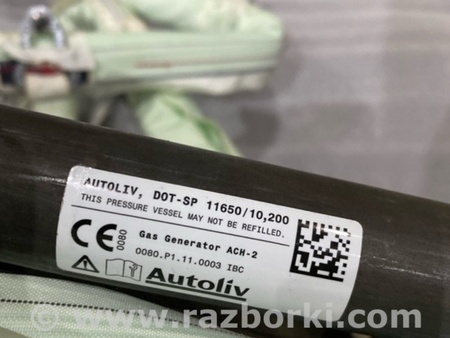 AUTOLIV, DOT-SP 11650/10,200
THIS PRESSURE VESSEL MAY NOT BE REFILLED.
CE 0080
Gas Generator ACH-2
0080.P1.11.0003 IBC
Autoliv
www.razborki.com